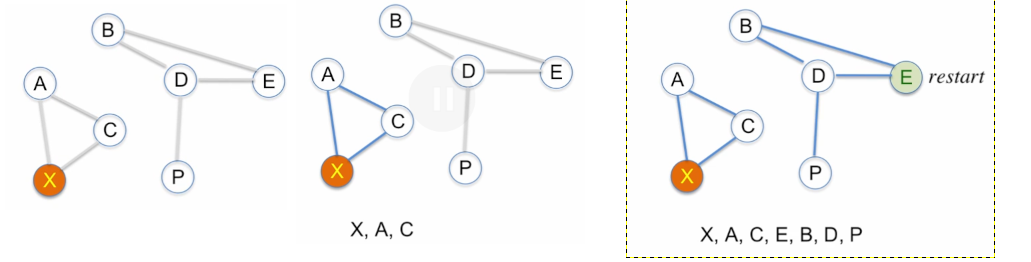 B
A
D
E
C
X
P
B
A
D
E
C
X
P
X, A, C
B
A
D
E restart
C
X
P
X, A, C, E, B, D, P